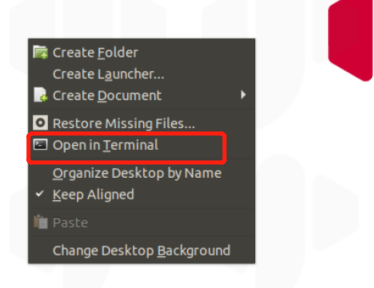 Create Folder
Create Launcher...
Create Document
Restore Missing Files...
Open in Terminal
Organize Desktop by Name
Keep Aligned
Paste
Change Desktop Background